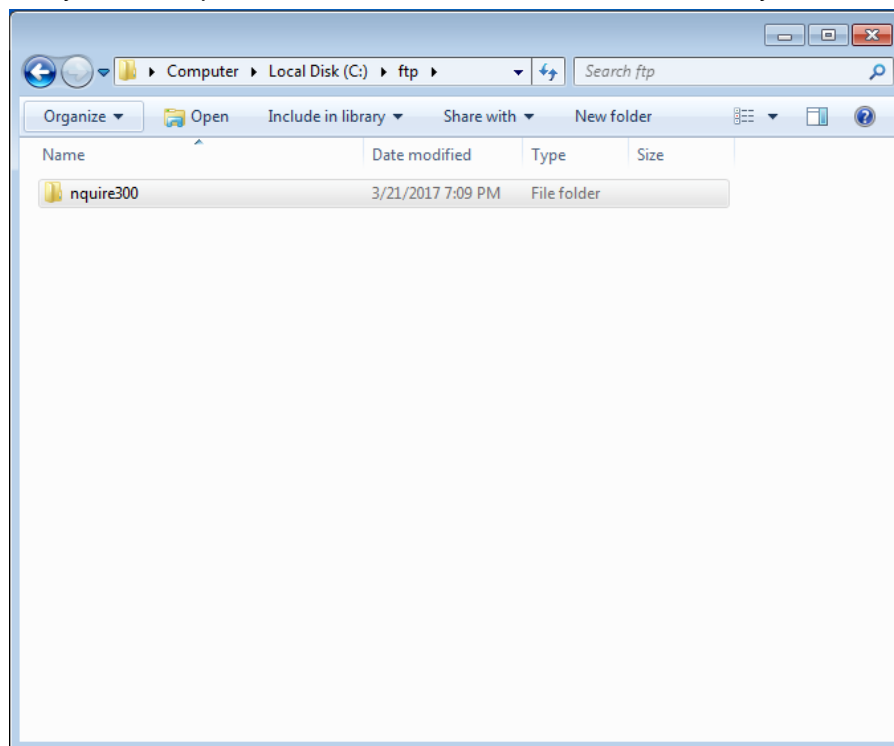 Computer Local Disk (C:) ftp Search ftp
Organize Open Include in library Share with New folder
Name Date modified Type Size
nquire300 3/21/2017 7:09 PM File folder